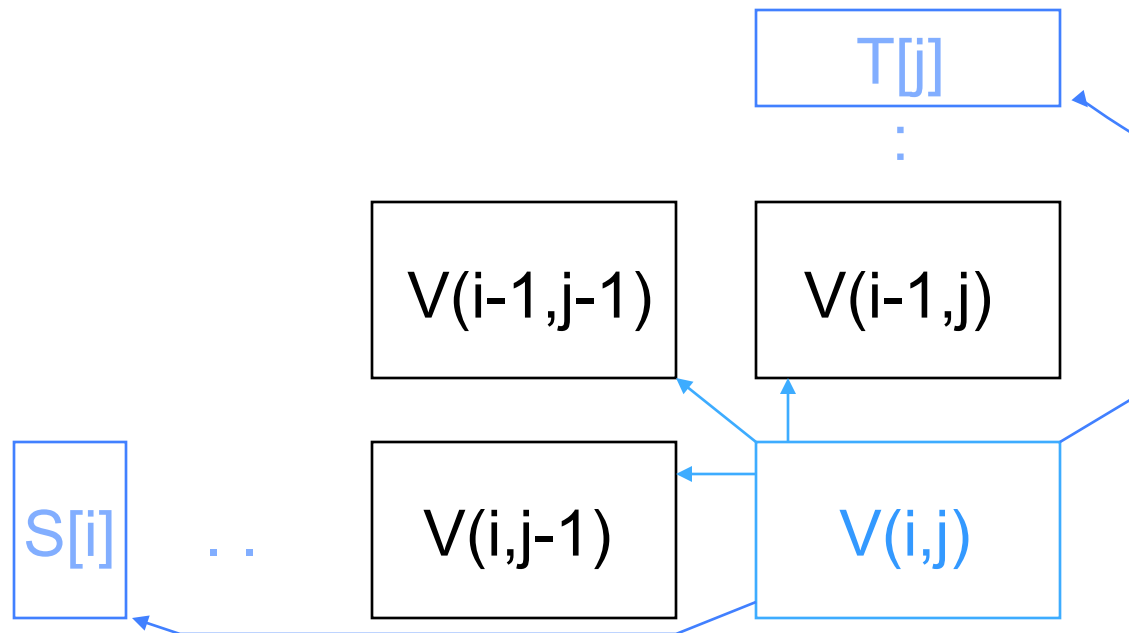 T[j]
:
V(i-1,j-1) V(i-1,j)
S[i] . . V(i,j-1) V(i,j)